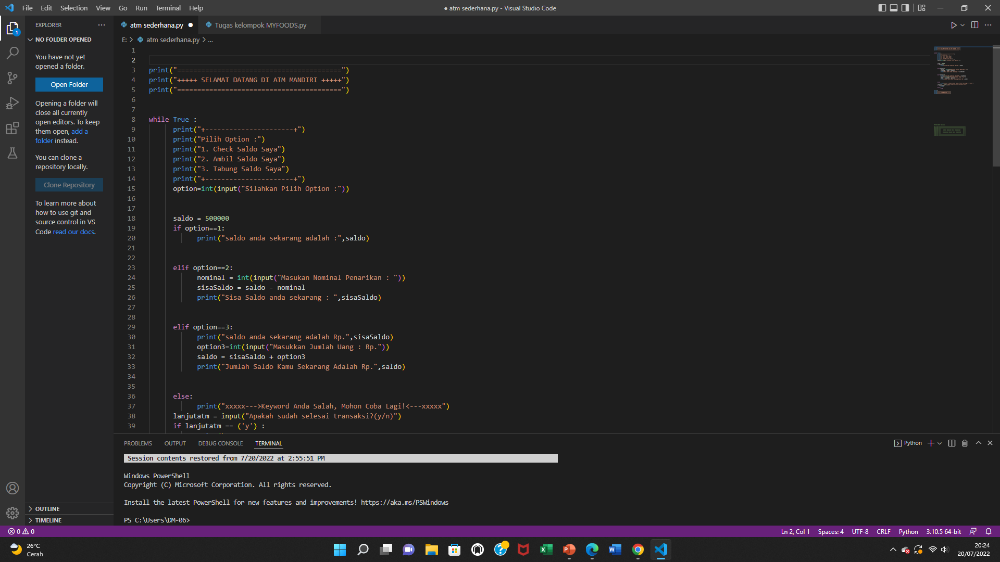 File Edit Selection View Go Run Terminal Help
● atm sederhana.py - Visual Studio Code
EXPLORER
NO FOLDER OPENED
You have not yet
opened a folder.
Open Folder
Opening a folder will
close all currently
open editors. To keep
them open, add a
folder instead.
You can clone a
repository locally.
Clone Repository
To learn more about
how to use git and
source control in VS
Code read our docs.
OUTLINE
TIMELINE
atm sederhana.py ● Tugas kelompok MYFOODS.py
E: > atm sederhana.py > ...
1
2
3 print("=========================================")
4 print("+++++ SELAMAT DATANG DI ATM MANDIRI +++++")
5 print("=========================================")
6
7
8 while True :
9 print("+----------------------+")
10 print("Pilih Option :")
11 print("1. Check Saldo Saya")
12 print("2. Ambil Saldo Saya")
13 print("3. Tabung Saldo Saya")
14 print("+----------------------+")
15 option=int(input("Silahkan Pilih Option :"))
16
17
18 saldo = 500000
19 if option==1:
20 print("saldo anda sekarang adalah :",saldo)
21
22
23 elif option==2:
24 nominal = int(input("Masukan Nominal Penarikan : "))
25 sisaSaldo = saldo - nominal
26 print("Sisa Saldo anda sekarang : ",sisaSaldo)
27
28
29 elif option==3:
30 print("saldo anda sekarang adalah Rp.",sisaSaldo)
31 option3=int(input("Masukkan Jumlah Uang : Rp."))
32 saldo = sisaSaldo + option3
33 print("Jumlah Saldo Kamu Sekarang Adalah Rp.",saldo)
34
35
36 else:
37 print("xxxxx--->Keyword Anda Salah, Mohon Coba Lagi!<---xxxxx")
38 lanjutatm = input("Apakah sudah selesai transaksi?(y/n)")
39 if lanjutatm == ('y') :
PROBLEMS OUTPUT DEBUG CONSOLE TERMINAL
Python
Session contents restored from 7/20/2022 at 2:55:51 PM
Windows PowerShell
Copyright (C) Microsoft Corporation. All rights reserved.
Install the latest PowerShell for new features and improvements! https://aka.ms/PSWindows
PS C:\Users\DM-06>
0 0 Ln 2, Col 1 Spaces: 4 UTF-8 CRLF Python 3.10.5 64-bit
26°C
Cerah
20:24
20/07/2022